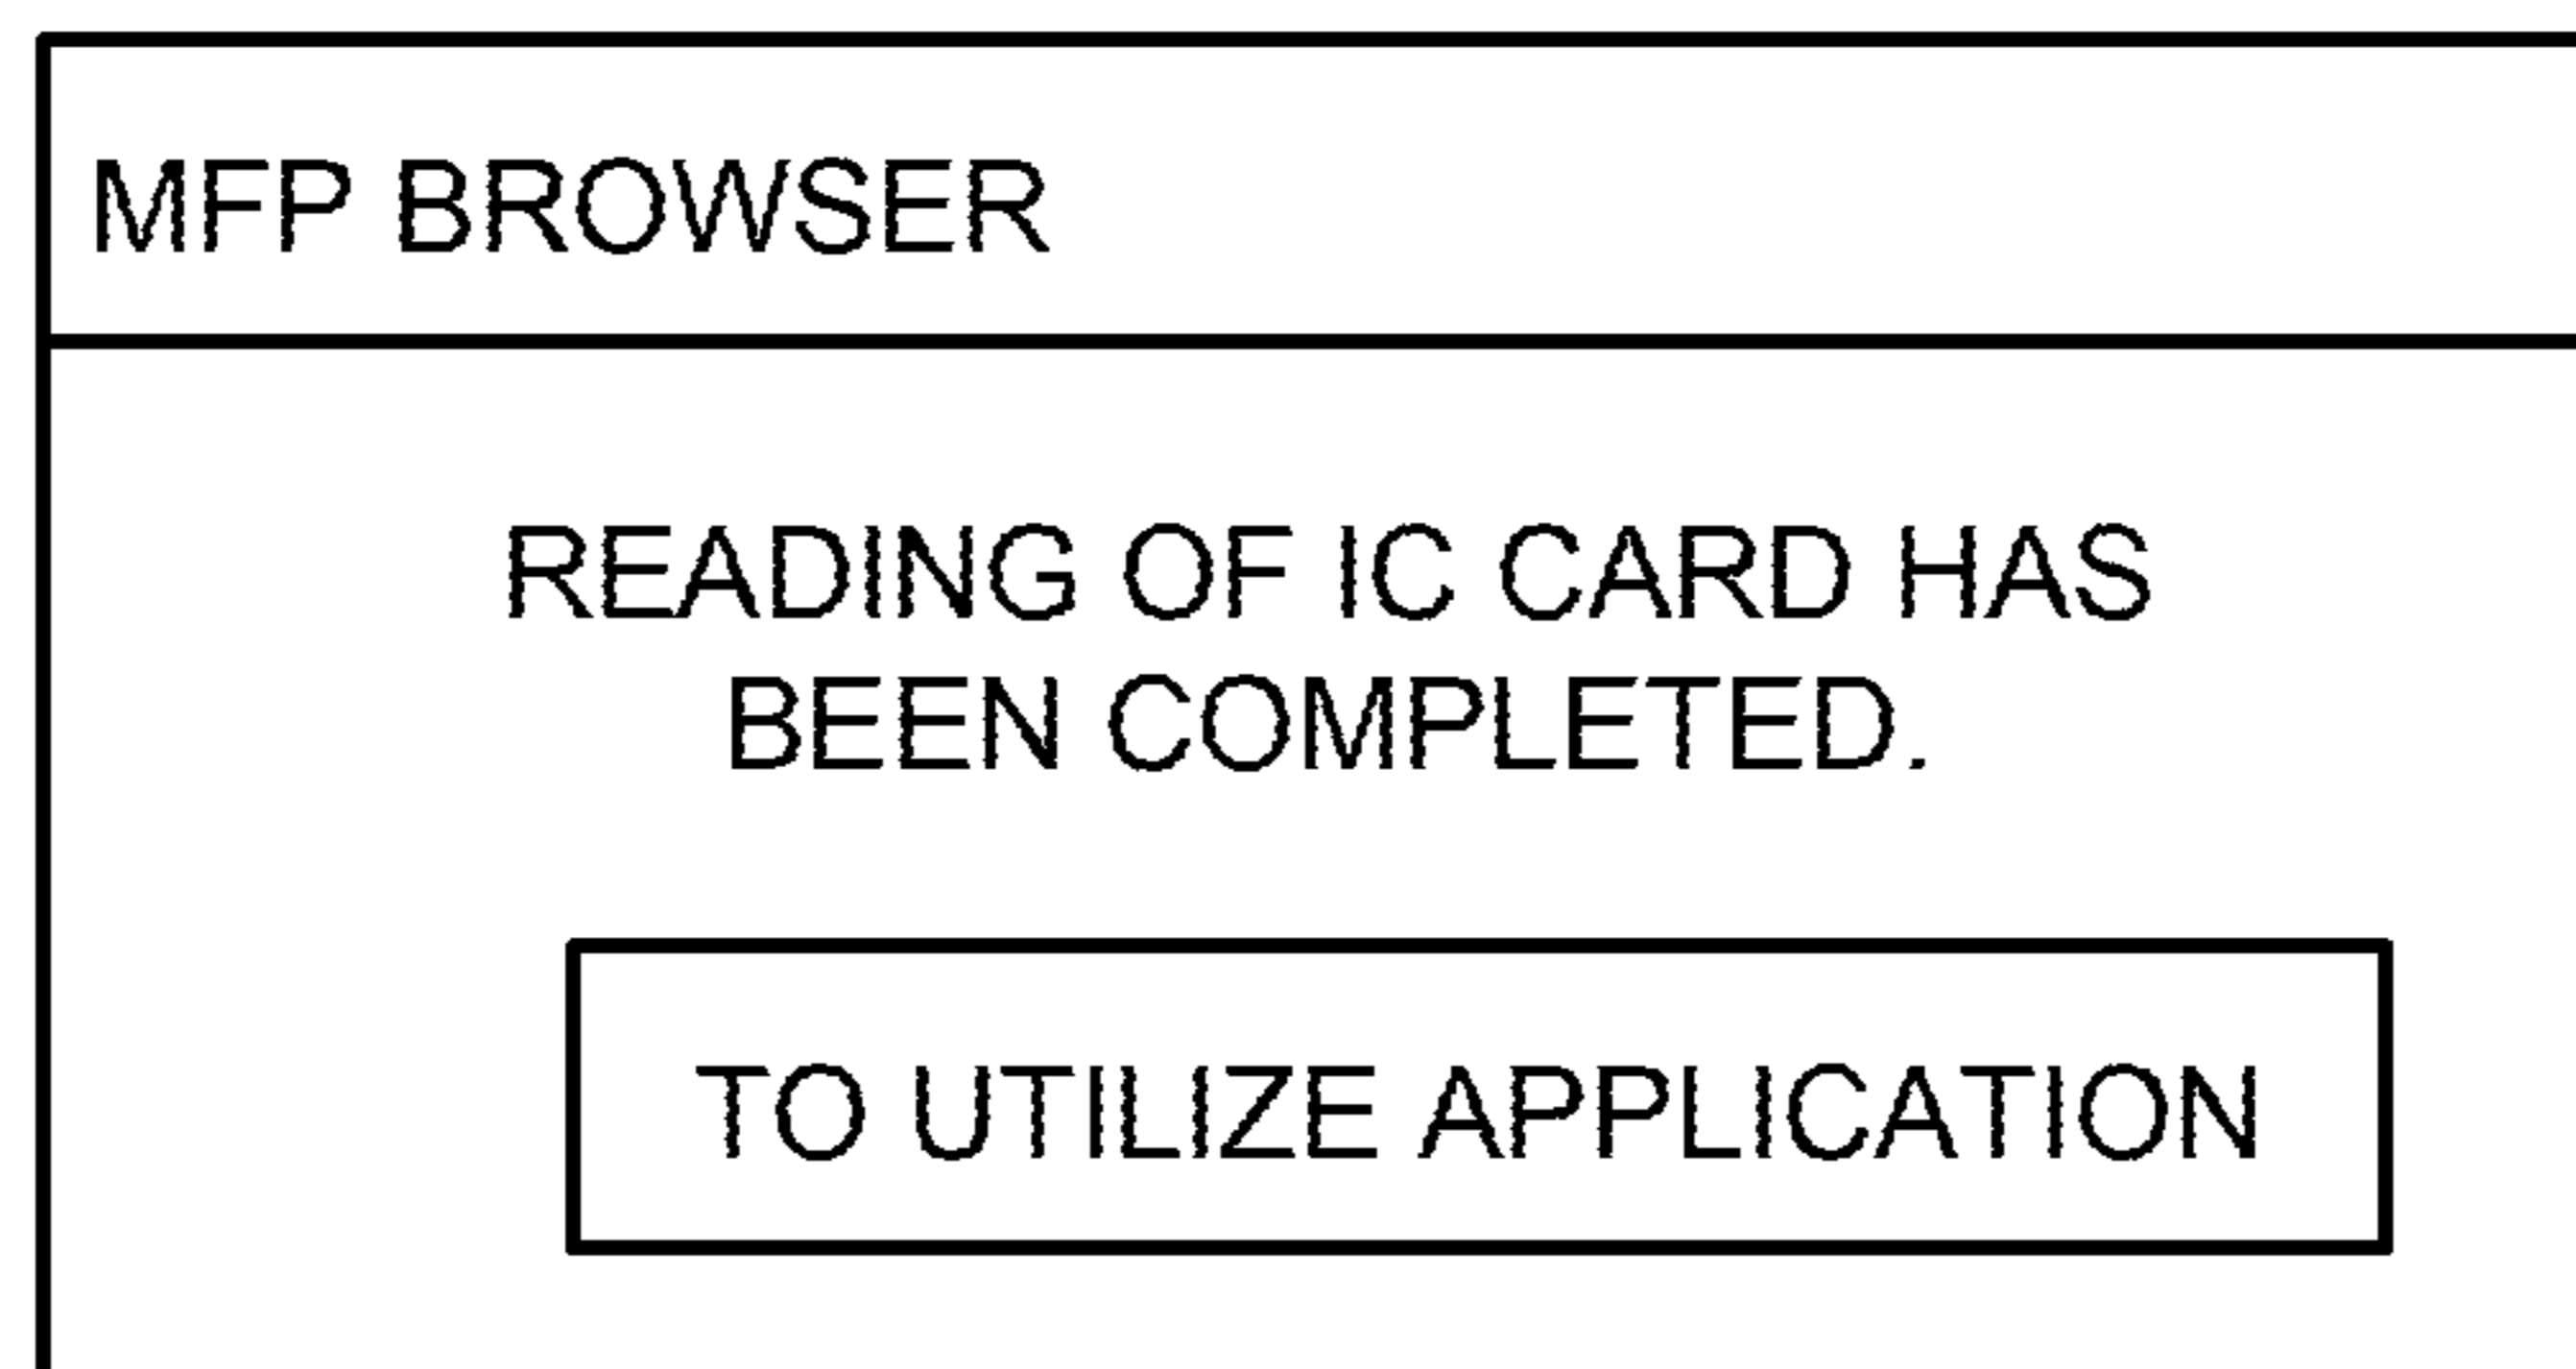 MFP BROWSER
READING OF IC CARD HAS
BEEN COMPLETED.
TO UTILIZE APPLICATION